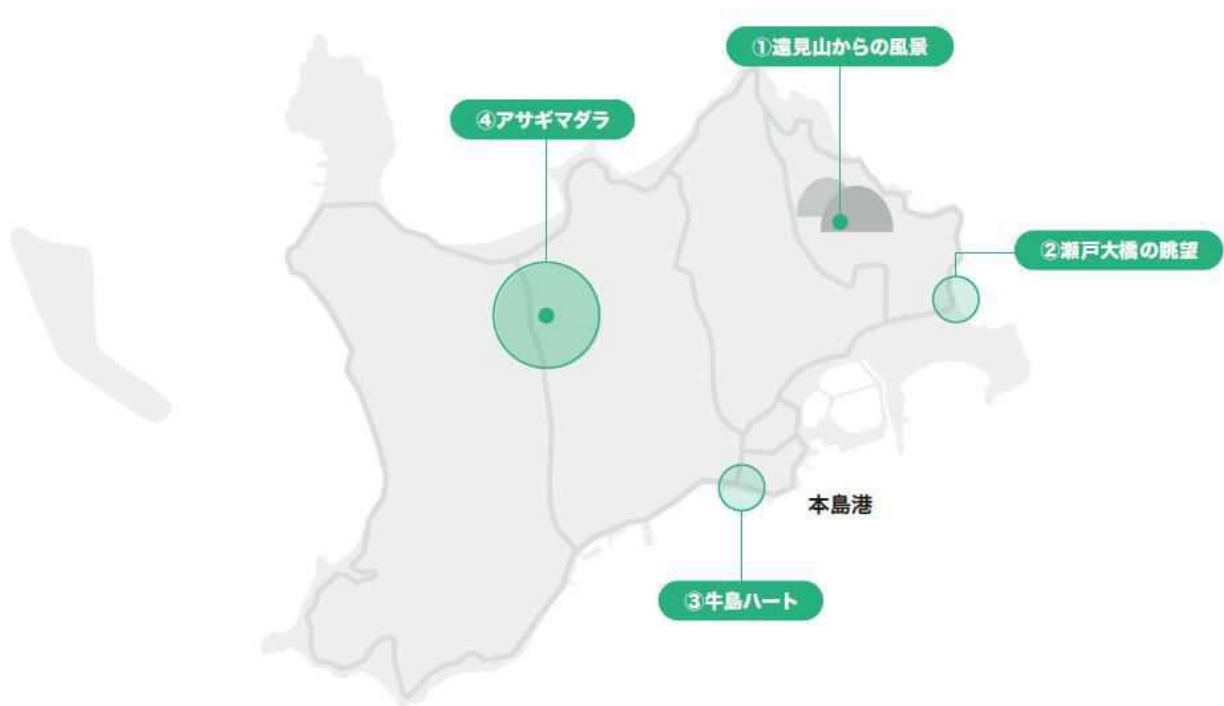 ①遠見山からの風景
④アサギマダラ
②瀬戸大橋の眺望
本島港
③牛島ハート